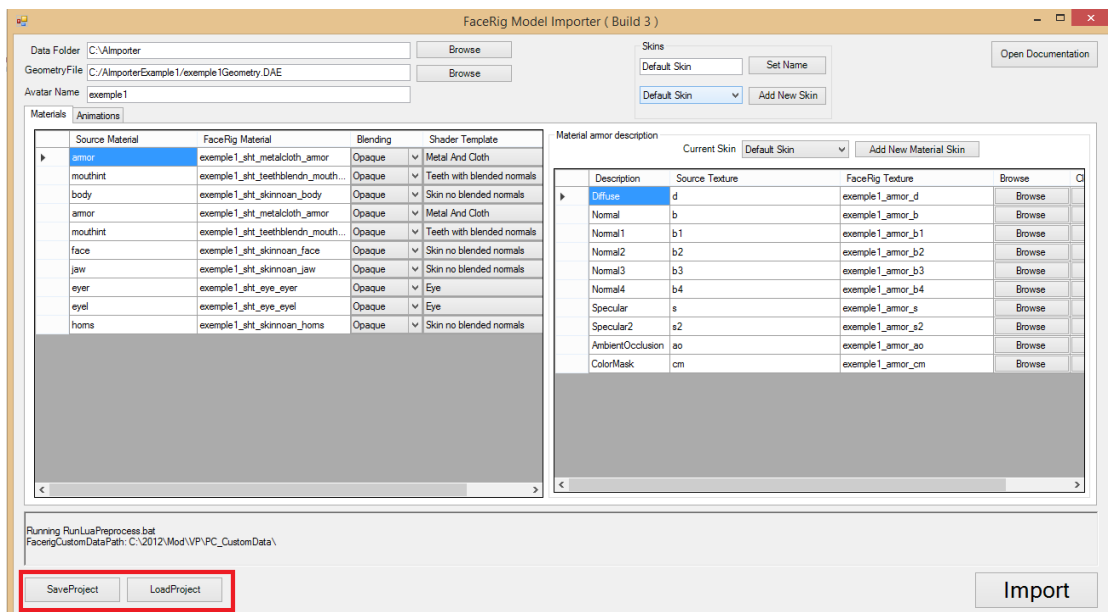 FaceRig Model Importer ( Build 3 )
Data Folder C:\AImporter Browse
GeometryFile C:/AImporterExample1/exemple1Geometry.DAE Browse
Avatar Name exemple1
Skins
Default Skin Set Name
Default Skin Add New Skin
Open Documentation
Materials Animations
Source Material FaceRig Material Blending Shader Template
armor exemple1_sht_metalcloth_armor Opaque Metal And Cloth
mouthint exemple1_sht_teethblendn_mouth... Opaque Teeth with blended normals
body exemple1_sht_skinnoan_body Opaque Skin no blended normals
armor exemple1_sht_metalcloth_armor Opaque Metal And Cloth
mouthint exemple1_sht_teethblendn_mouth... Opaque Teeth with blended normals
face exemple1_sht_skinnoan_face Opaque Skin no blended normals
jaw exemple1_sht_skinnoan_jaw Opaque Skin no blended normals
eyer exemple1_sht_eye_eyer Opaque Eye
eyel exemple1_sht_eye_eyel Opaque Eye
horns exemple1_sht_skinnoan_horns Opaque Skin no blended normals
Material armor description
Current Skin Default Skin Add New Material Skin
Description Source Texture FaceRig Texture Browse Cl
Diffuse d exemple1_armor_d Browse
Normal b exemple1_armor_b Browse
Normal1 b1 exemple1_armor_b1 Browse
Normal2 b2 exemple1_armor_b2 Browse
Normal3 b3 exemple1_armor_b3 Browse
Normal4 b4 exemple1_armor_b4 Browse
Specular s exemple1_armor_s Browse
Specular2 s2 exemple1_armor_s2 Browse
AmbientOcclusion ao exemple1_armor_ao Browse
ColorMask cm exemple1_armor_cm Browse
Running RunLuaPreprocess.bat
FacerigCustomDataPath: C:\2012\Mod\VP\PC_CustomData\
SaveProject LoadProject Import